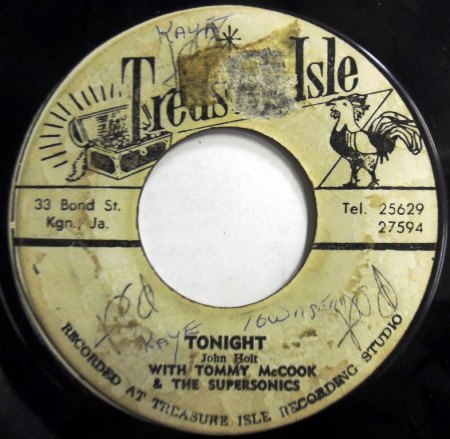 KAYE
Treasure Isle
33 Bond St.
Kgn., Ja.
Tel. 25629
27594
KAYE TOWNSEND
TONIGHT
John Holt
WITH TOMMY McCOOK
& THE SUPERSONICS
RECORDED AT TREASURE ISLE RECORDING STUDIO